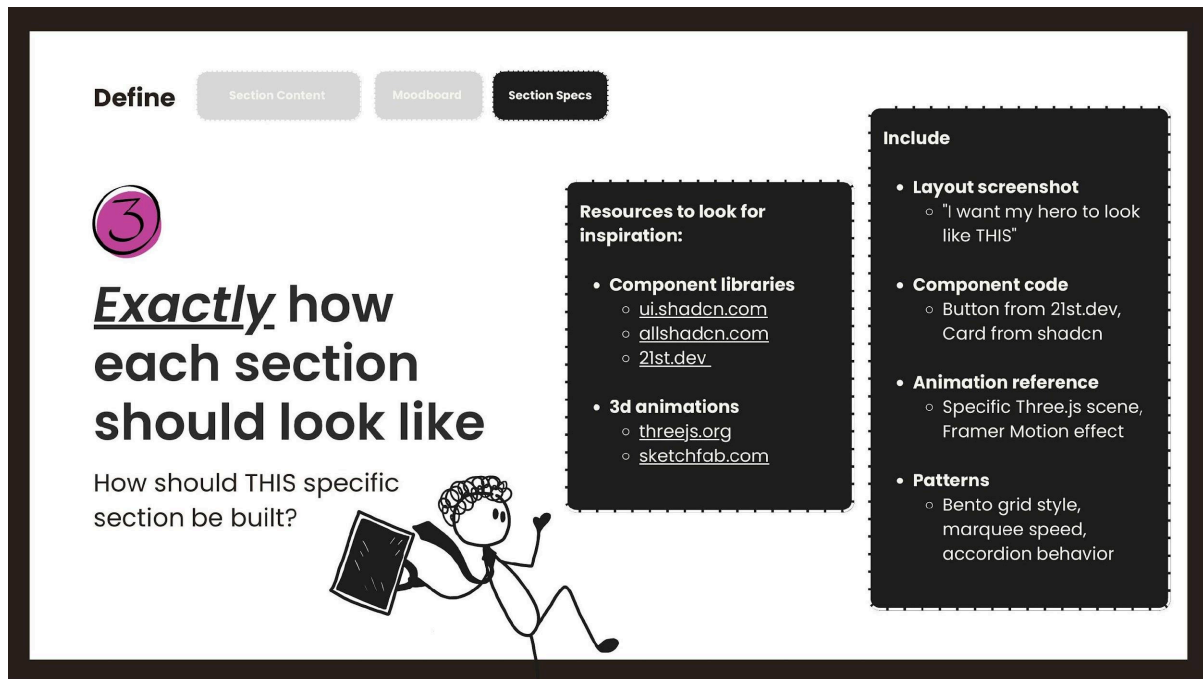 Define
Section Content
Moodboard
Section Specs
3
Exactly how
each section
should look like
How should THIS specific
section be built?
Resources to look for
inspiration:
• Component libraries
○ ui.shadcn.com
○ allshadcn.com
○ 21st.dev
• 3d animations
○ threejs.org
○ sketchfab.com
Include
• Layout screenshot
○ "I want my hero to look
like THIS"
• Component code
○ Button from 21st.dev,
Card from shadcn
• Animation reference
○ Specific Three.js scene,
Framer Motion effect
• Patterns
○ Bento grid style,
marquee speed,
accordion behavior